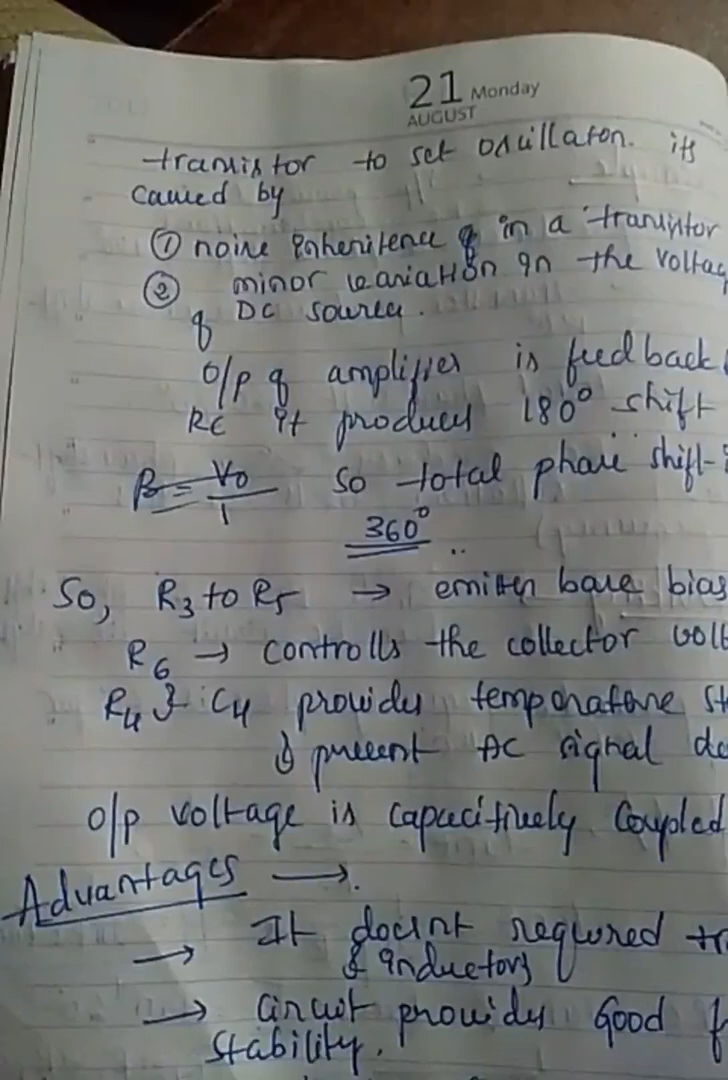 21 Monday
AUGUST
transistor to set oscillaton. its
caused by
① noise inheritence in a transistor
② minor variation in the voltag
of DC source.
o/p of amplifier is feedback
RC it produces 180° shift
β = Vo / 1 so total phase shift
360°
So, R3 to R5 → emitter base bias
R6 → controlls the collector volt
R4 & C4 provides temperature st
& prevent AC signal de
o/p voltage is capacitively coupled
Advantages →.
→ It doesnt required tr
& inductors
→ Circuit provides Good f
stability.